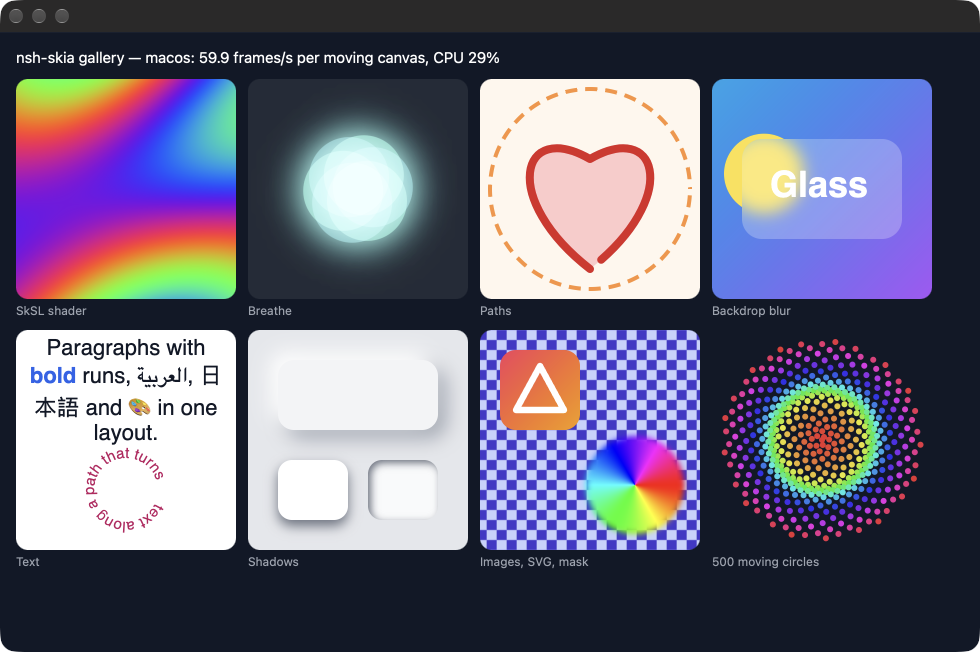 nsh-skia gallery — macos: 59.9 frames/s per moving canvas, CPU 29%
Glass
SkSL shader
Breathe
Paths
Backdrop blur
Paragraphs with
bold runs, العربية, 日
本語 and 🎨 in one
layout.
text along a path that turns
Text
Shadows
Images, SVG, mask
500 moving circles